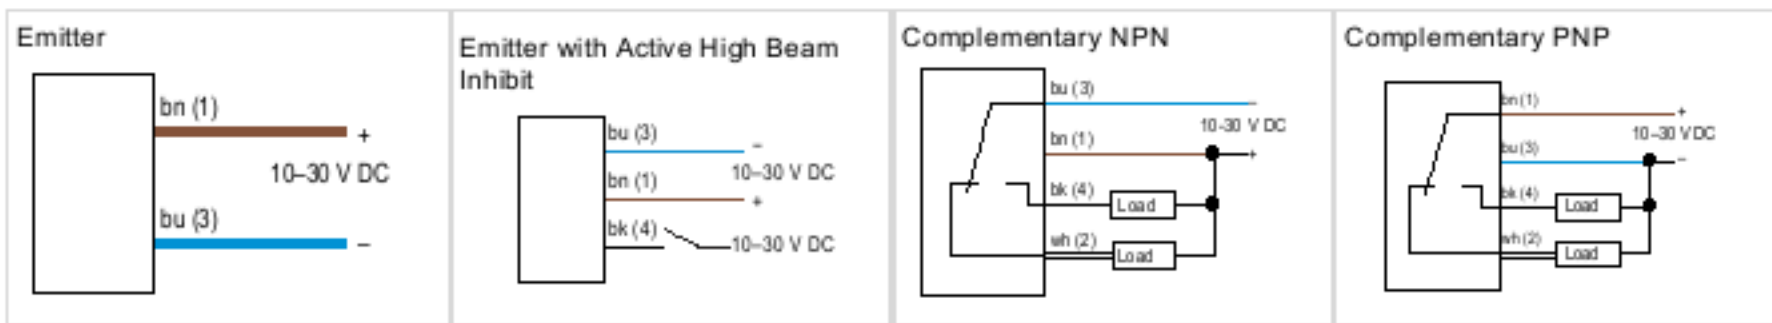 Emitter
bn (1)
+
10–30 V DC
bu (3)
–
Emitter with Active High Beam
Inhibit
bu (3)
–
10–30 V DC
bn (1)
+
bk (4)
10–30 V DC
Complementary NPN
bu (3)
–
10-30 V DC
bn (1)
+
bk (4)
Load
wh (2)
Load
Complementary PNP
bn (1)
+
10–30 V DC
bu (3)
–
bk (4)
Load
wh (2)
Load